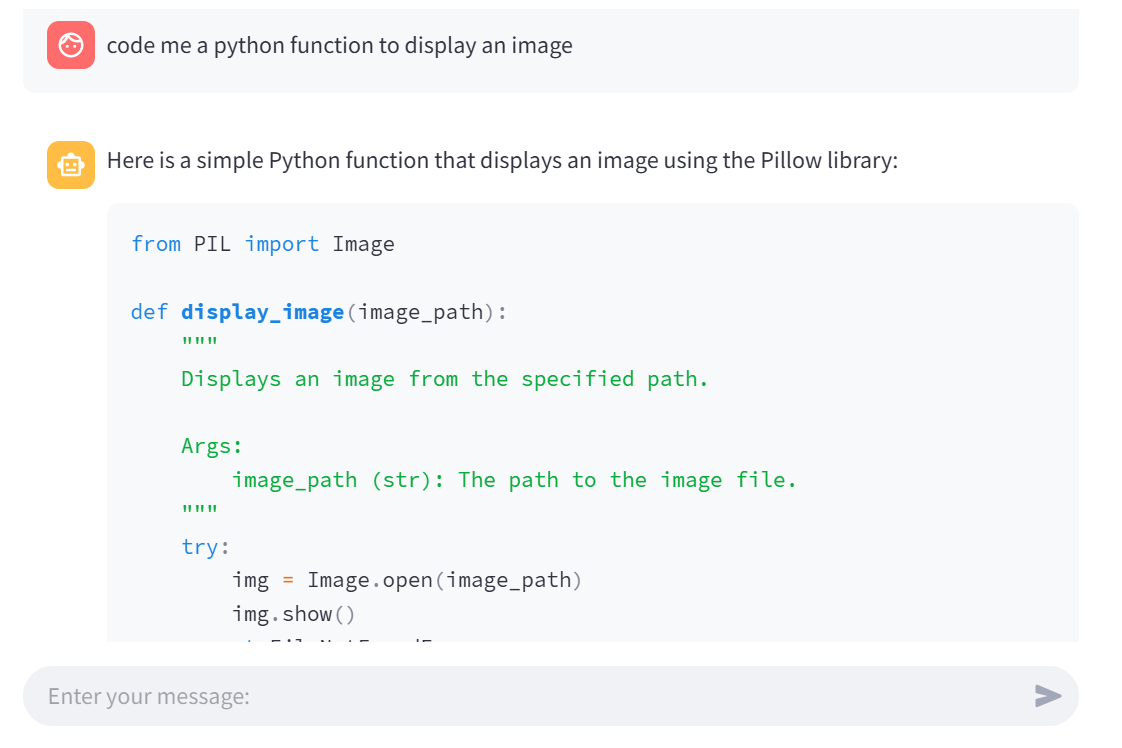 code me a python function to display an image
Here is a simple Python function that displays an image using the Pillow library:
from PIL import Image
def display_image(image_path):
"""
Displays an image from the specified path.
Args:
image_path (str): The path to the image file.
"""
try:
img = Image.open(image_path)
img.show()
Enter your message: